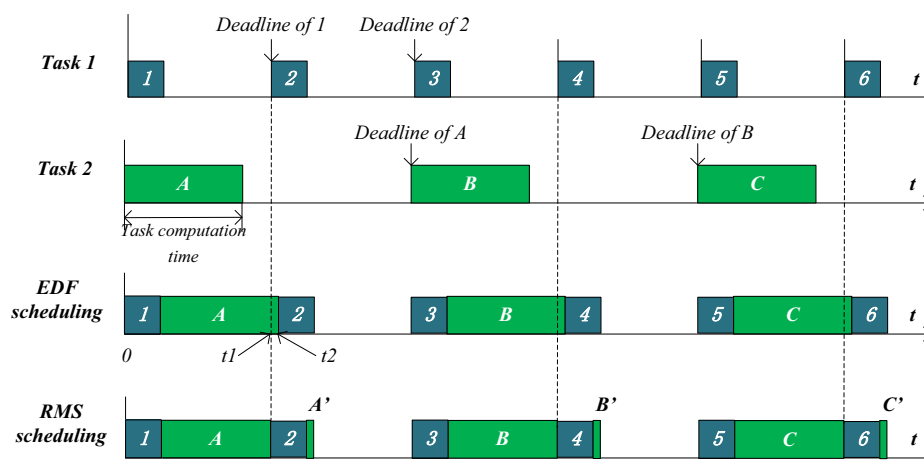 Deadline of 1
Deadline of 2
Task 1
1
2
3
4
5
6
t
Deadline of A
Deadline of B
Task 2
A
B
C
t
Task computation
time
EDF
scheduling
1
A
2
3
B
4
5
C
6
t
0
t1
t2
RMS
scheduling
A’
B’
C’
1
A
2
3
B
4
5
C
6
t